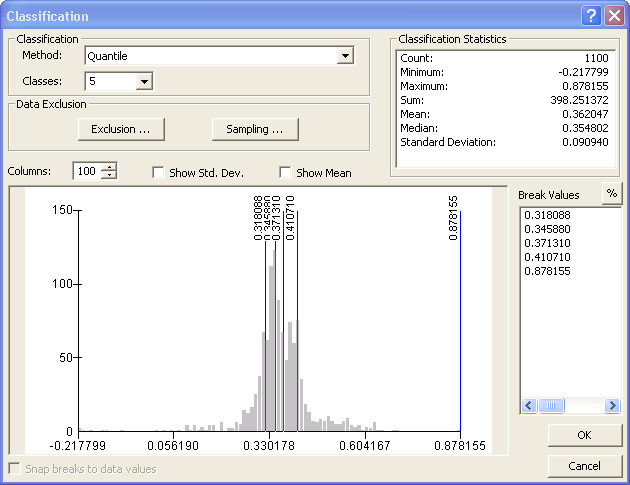 Classification
Classification
Method: Quantile
Classes: 5
Data Exclusion
Exclusion ...
Sampling ...
Columns: 100
Show Std. Dev.
Show Mean
Classification Statistics
Count: 1100
Minimum: -0.217799
Maximum: 0.878155
Sum: 398.251372
Mean: 0.362047
Median: 0.354802
Standard Deviation: 0.090940
Break Values
%
0.318088
0.345880
0.371310
0.410710
0.878155
0.318088
0.345880
0.371310
0.410710
0.878155
150
100
50
0
-0.217799 0.056190 0.330178 0.604167 0.878155
Snap breaks to data values
OK
Cancel